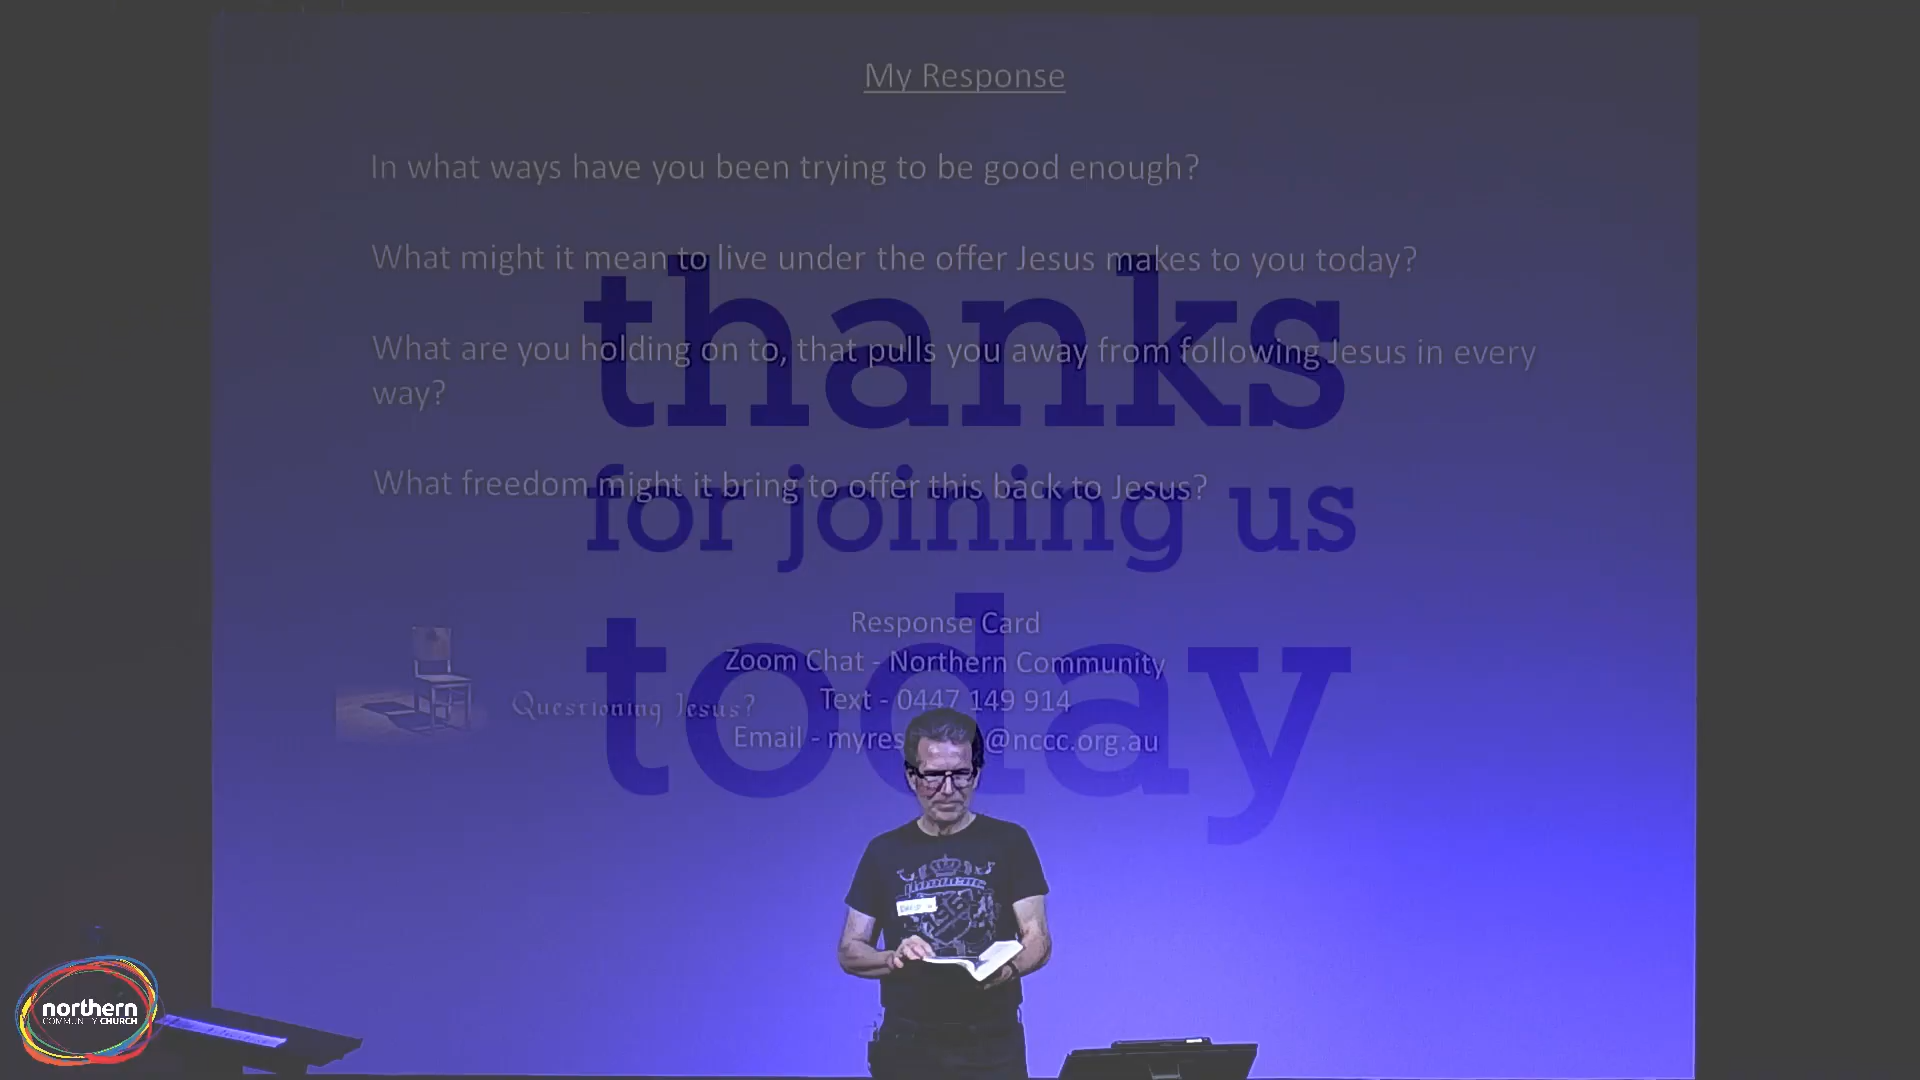 My Response
In what ways have you been trying to be good enough?
What might it mean to live under the offer Jesus makes to you today?
What are you holding on to, that pulls you away from following Jesus in every
way?
What freedom might it bring to offer this back to Jesus?
thanks
for joining us
today
Response Card
Zoom Chat - Northern Community
Text - 0447 149 914
Email - myres @nccc.org.au
Questioning Jesus?
northern
COMMUNITY CHURCH